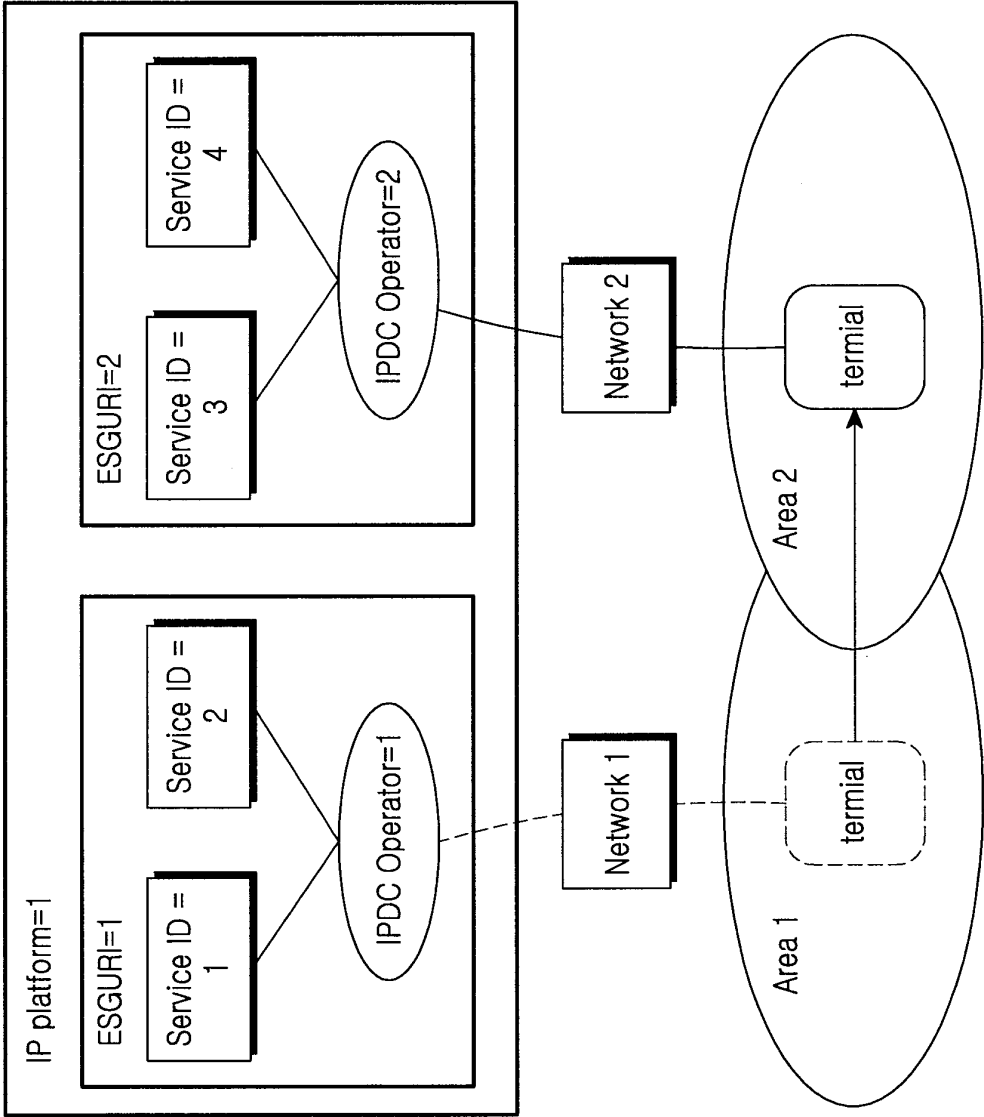 IP platform=1
ESGURI=1
Service ID =
1
Service ID =
2
IPDC Operator=1
ESGURI=2
Service ID =
3
Service ID =
4
IPDC Operator=2
Network 1
Network 2
Area 1
termial
Area 2
termial